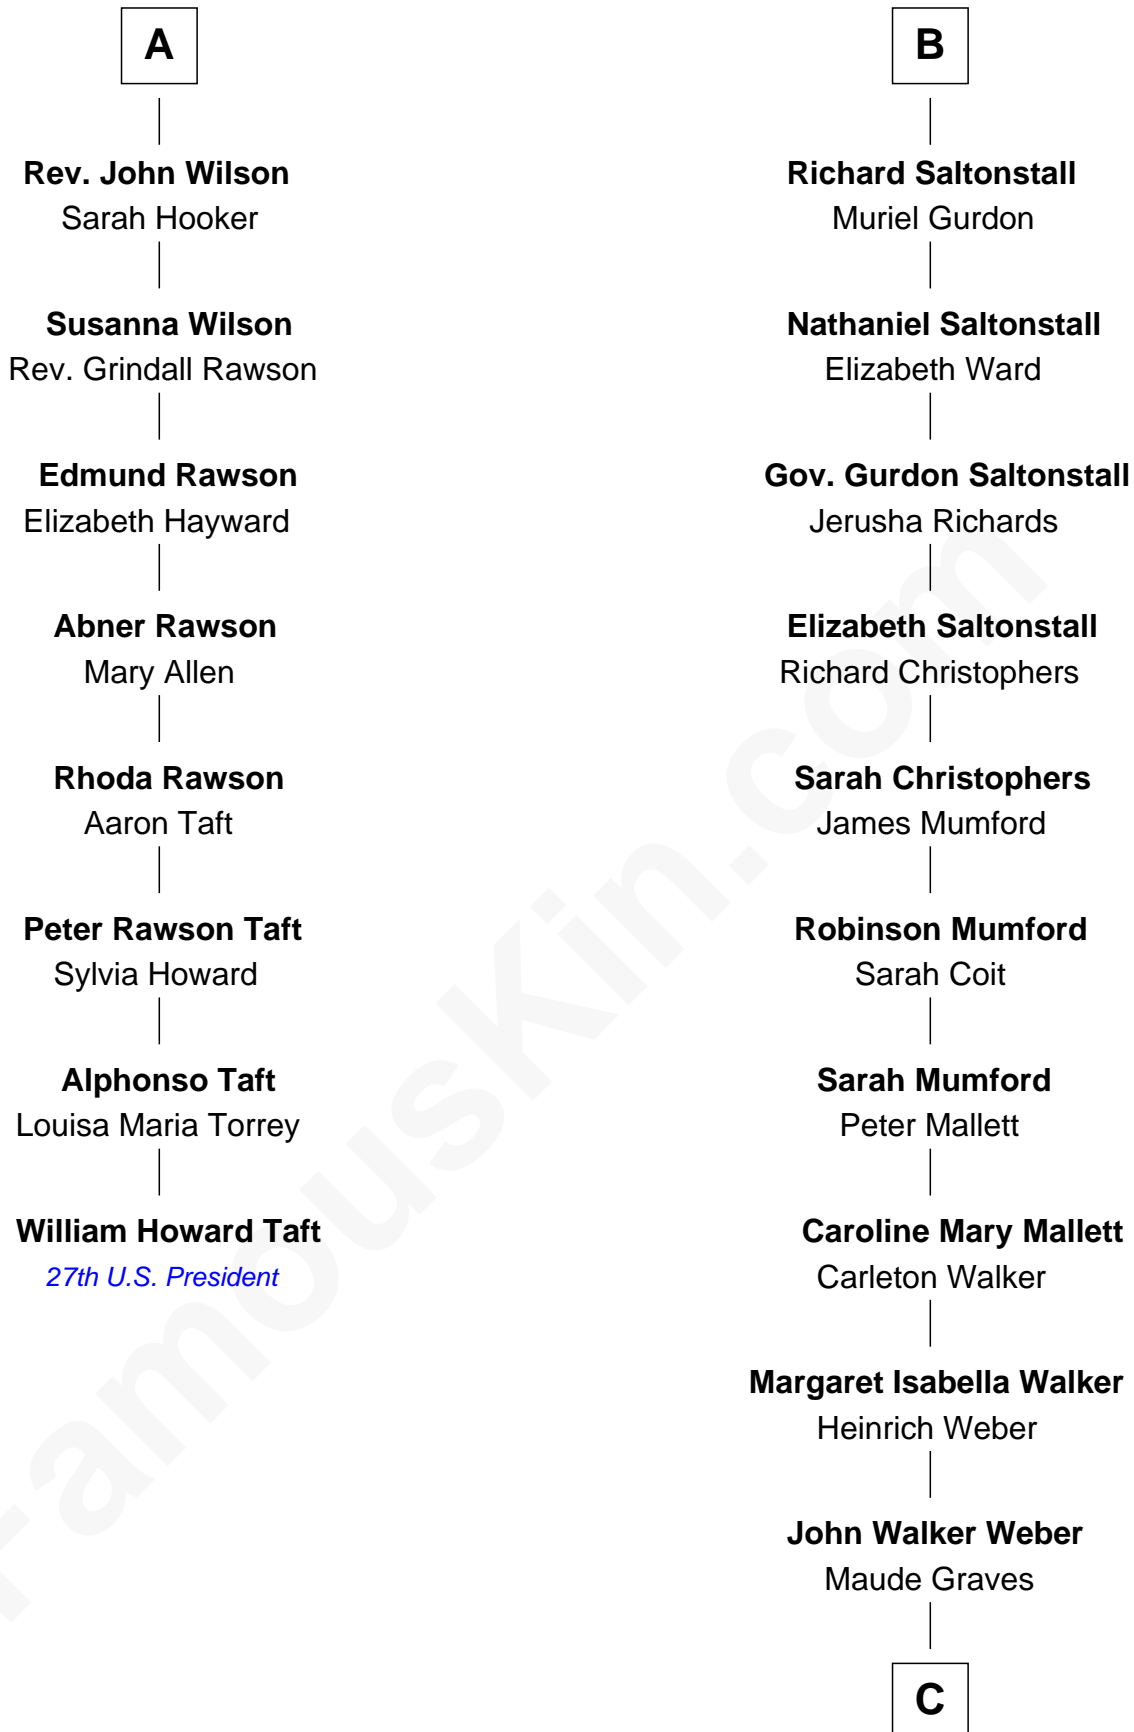 A
Rev. John Wilson
Sarah Hooker
Susanna Wilson
Rev. Grindall Rawson
Edmund Rawson
Elizabeth Hayward
Abner Rawson
Mary Allen
Rhoda Rawson
Aaron Taft
Peter Rawson Taft
Sylvia Howard
Alphonso Taft
Louisa Maria Torrey
William Howard Taft
27th U.S. President
B
Richard Saltonstall
Muriel Gurdon
Nathaniel Saltonstall
Elizabeth Ward
Gov. Gurdon Saltonstall
Jerusha Richards
Elizabeth Saltonstall
Richard Christophers
Sarah Christophers
James Mumford
Robinson Mumford
Sarah Coit
Sarah Mumford
Peter Mallett
Caroline Mary Mallett
Carleton Walker
Margaret Isabella Walker
Heinrich Weber
John Walker Weber
Maude Graves
C
FamousKin.com